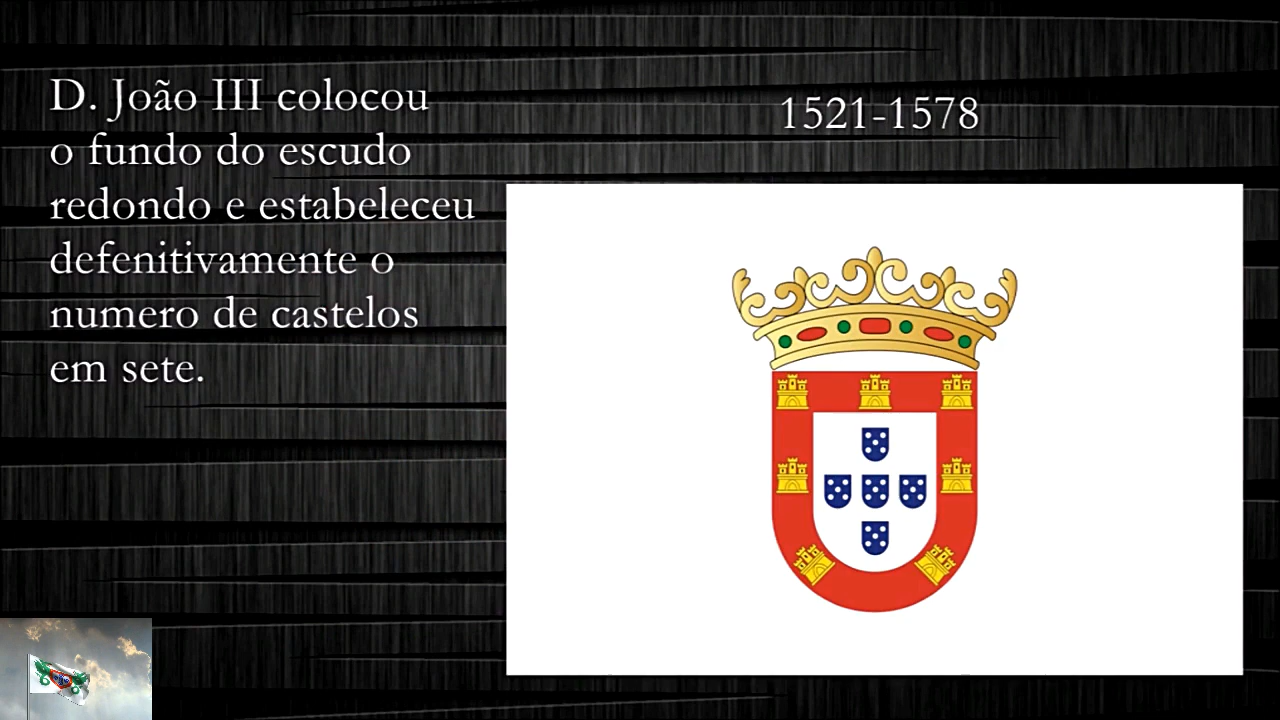 D. João III colocou
o fundo do escudo
redondo e estabeleceu
defenitivamente o
numero de castelos
em sete.
1521-1578